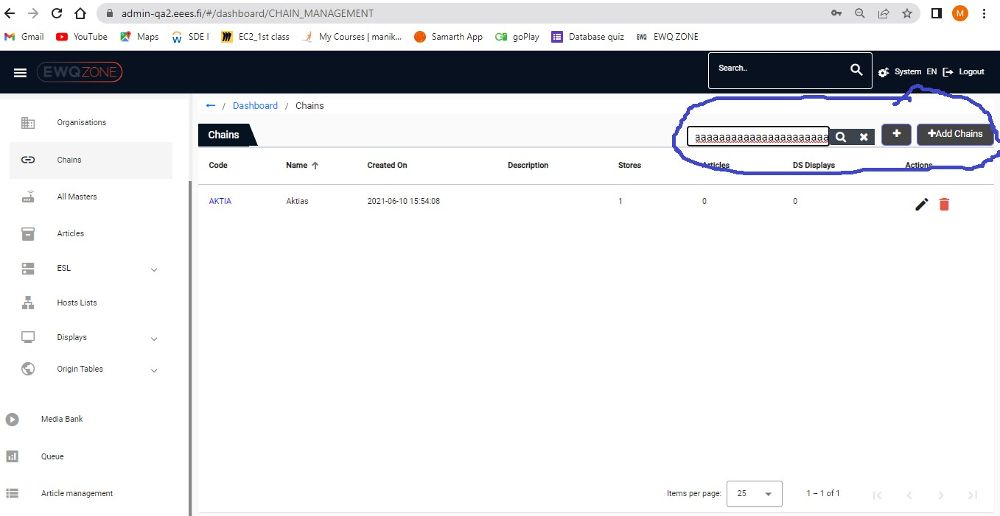 admin-qa2.eees.fi/#/dashboard/CHAIN_MANAGEMENT
M
Gmail YouTube Maps SDE I EC2_1st class My Courses | manik... Samarth App goPlay Database quiz EWQ EWQ ZONE
EWQZONE
Search..
System EN Logout
← / Dashboard / Chains
Chains
aaaaaaaaaaaaaaaaaaaaaa
+
+Add Chains
Code Name Created On Description Stores Articles DS Displays Actions
AKTIA Aktias 2021-06-10 15:54:08 1 0 0
Organisations
Chains
All Masters
Articles
ESL
Hosts Lists
Displays
Origin Tables
Media Bank
Queue
Article management
Items per page: 25 1 – 1 of 1